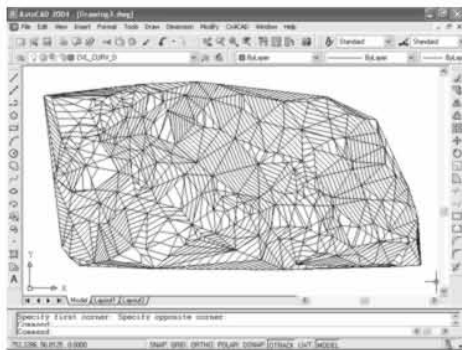 AutoCAD 2004 - [Drawing3.dwg]
File Edit View Insert Format Tools Draw Dimension Modify CivilCAD Window Help
Standard Standard
CVL_CURV_D ByLayer ByLayer ByLayer
Y
X
Model Layout1 Layout2
Specify first corner: Specify opposite corner:
Command:
Command:
SNAP GRID ORTHO POLAR OSNAP OTRACK LWT MODEL